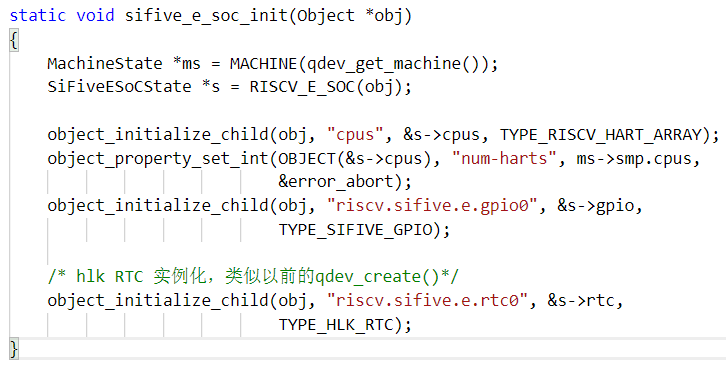 static void sifive_e_soc_init(Object *obj)
{
    MachineState *ms = MACHINE(qdev_get_machine());
    SiFiveESoCState *s = RISCV_E_SOC(obj);

    object_initialize_child(obj, "cpus", &s->cpus, TYPE_RISCV_HART_ARRAY);
    object_property_set_int(OBJECT(&s->cpus), "num-harts", ms->smp.cpus,
                            &error_abort);
    object_initialize_child(obj, "riscv.sifive.e.gpio0", &s->gpio,
                            TYPE_SIFIVE_GPIO);

    /* hlk RTC 实例化，类似以前的qdev_create()*/
    object_initialize_child(obj, "riscv.sifive.e.rtc0", &s->rtc,
                            TYPE_HLK_RTC);
}